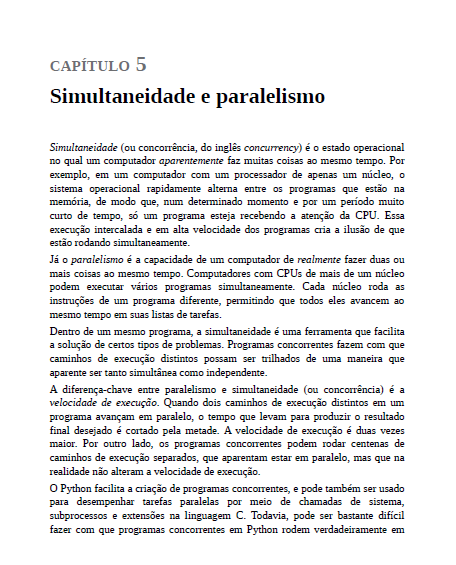 CAPÍTULO 5
Simultaneidade e paralelismo
Simultaneidade (ou concorrência, do inglês concurrency) é o estado operacional
no qual um computador aparentemente faz muitas coisas ao mesmo tempo. Por
exemplo, em um computador com um processador de apenas um núcleo, o
sistema operacional rapidamente alterna entre os programas que estão na
memória, de modo que, num determinado momento e por um período muito
curto de tempo, só um programa esteja recebendo a atenção da CPU. Essa
execução intercalada e em alta velocidade dos programas cria a ilusão de que
estão rodando simultaneamente.
Já o paralelismo é a capacidade de um computador de realmente fazer duas ou
mais coisas ao mesmo tempo. Computadores com CPUs de mais de um núcleo
podem executar vários programas simultaneamente. Cada núcleo roda as
instruções de um programa diferente, permitindo que todos eles avancem ao
mesmo tempo em suas listas de tarefas.
Dentro de um mesmo programa, a simultaneidade é uma ferramenta que facilita
a solução de certos tipos de problemas. Programas concorrentes fazem com que
caminhos de execução distintos possam ser trilhados de uma maneira que
aparente ser tanto simultânea como independente.
A diferença-chave entre paralelismo e simultaneidade (ou concorrência) é a
velocidade de execução. Quando dois caminhos de execução distintos em um
programa avançam em paralelo, o tempo que levam para produzir o resultado
final desejado é cortado pela metade. A velocidade de execução é duas vezes
maior. Por outro lado, os programas concorrentes podem rodar centenas de
caminhos de execução separados, que aparentam estar em paralelo, mas que na
realidade não alteram a velocidade de execução.
O Python facilita a criação de programas concorrentes, e pode também ser usado
para desempenhar tarefas paralelas por meio de chamadas de sistema,
subprocessos e extensões na linguagem C. Todavia, pode ser bastante difícil
fazer com que programas concorrentes em Python rodem verdadeiramente em